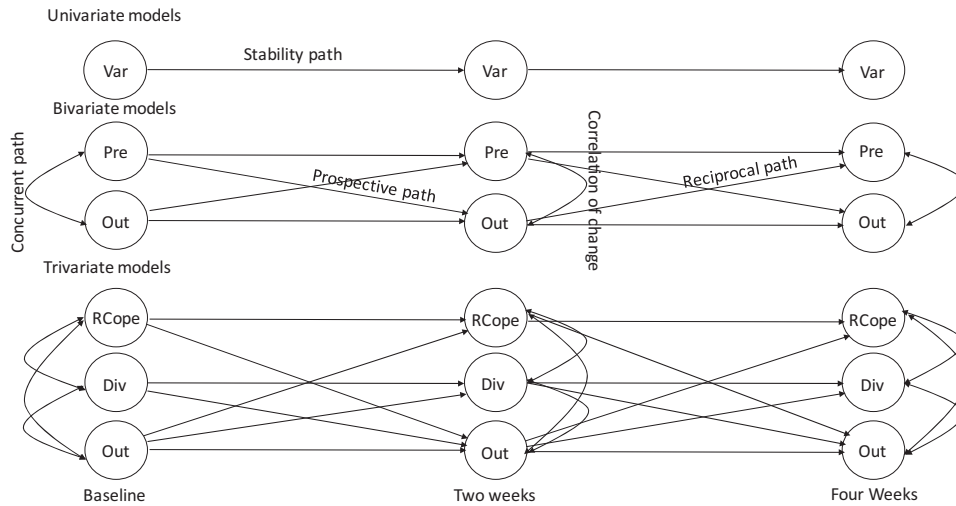 Univariate models
Var
Stability path
Var
Var
Bivariate models
Concurrent path
Pre
Pre
Correlation of change
Pre
Prospective path
Reciprocal path
Out
Out
Out
Trivariate models
RCope
RCope
RCope
Div
Div
Div
Out
Out
Out
Baseline
Two weeks
Four Weeks